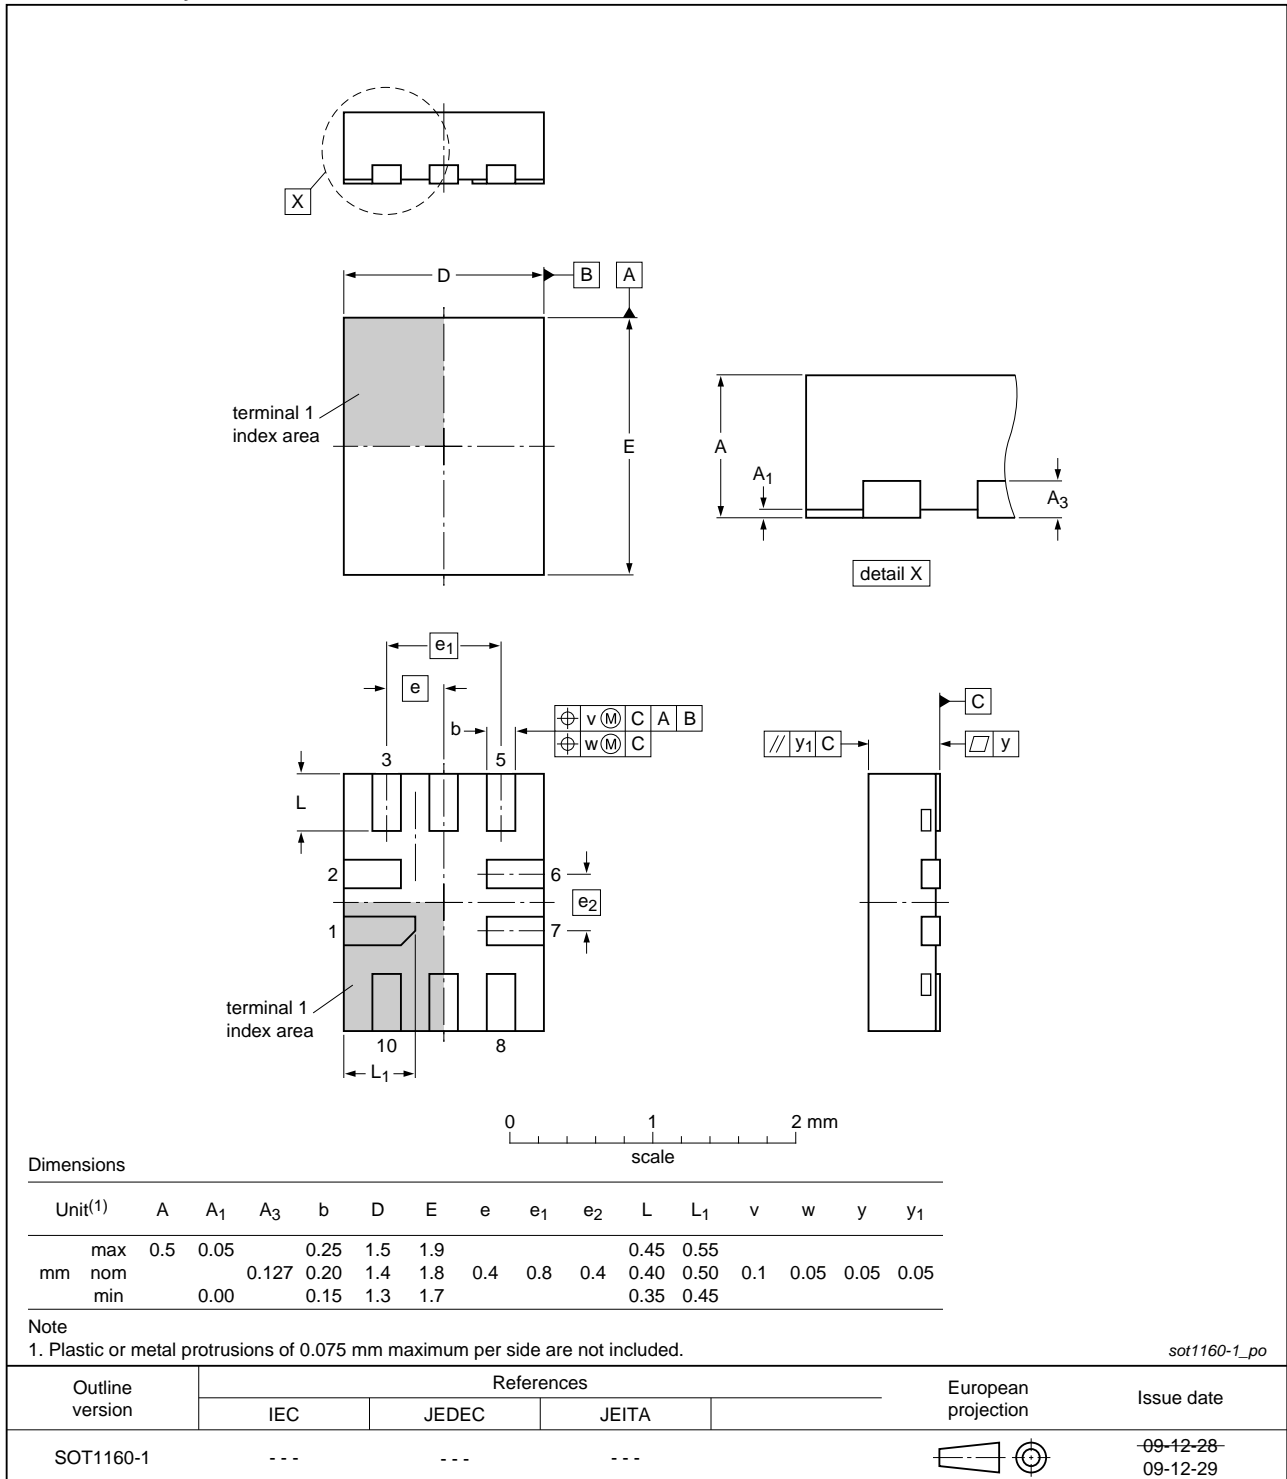 X
D
B
A
terminal 1
index area
E
A
A1
A3
detail X
e1
e
b
v M C A B
w M C
3
5
L
2
6
e2
1
7
terminal 1
index area
10
8
L1
C
// y1 C
y
0 1 2 mm
scale
Dimensions
Unit(1) A A1 A3 b D E e e1 e2 L L1 v w y y1
max 0.5 0.05 0.25 1.5 1.9 0.45 0.55
mm nom 0.127 0.20 1.4 1.8 0.4 0.8 0.4 0.40 0.50 0.1 0.05 0.05 0.05
min 0.00 0.15 1.3 1.7 0.35 0.45
Note
1. Plastic or metal protrusions of 0.075 mm maximum per side are not included.
sot1160-1_po
Outline version
References
European projection
Issue date
IEC JEDEC JEITA
SOT1160-1 - - - - - - - - -
09-12-28
09-12-29